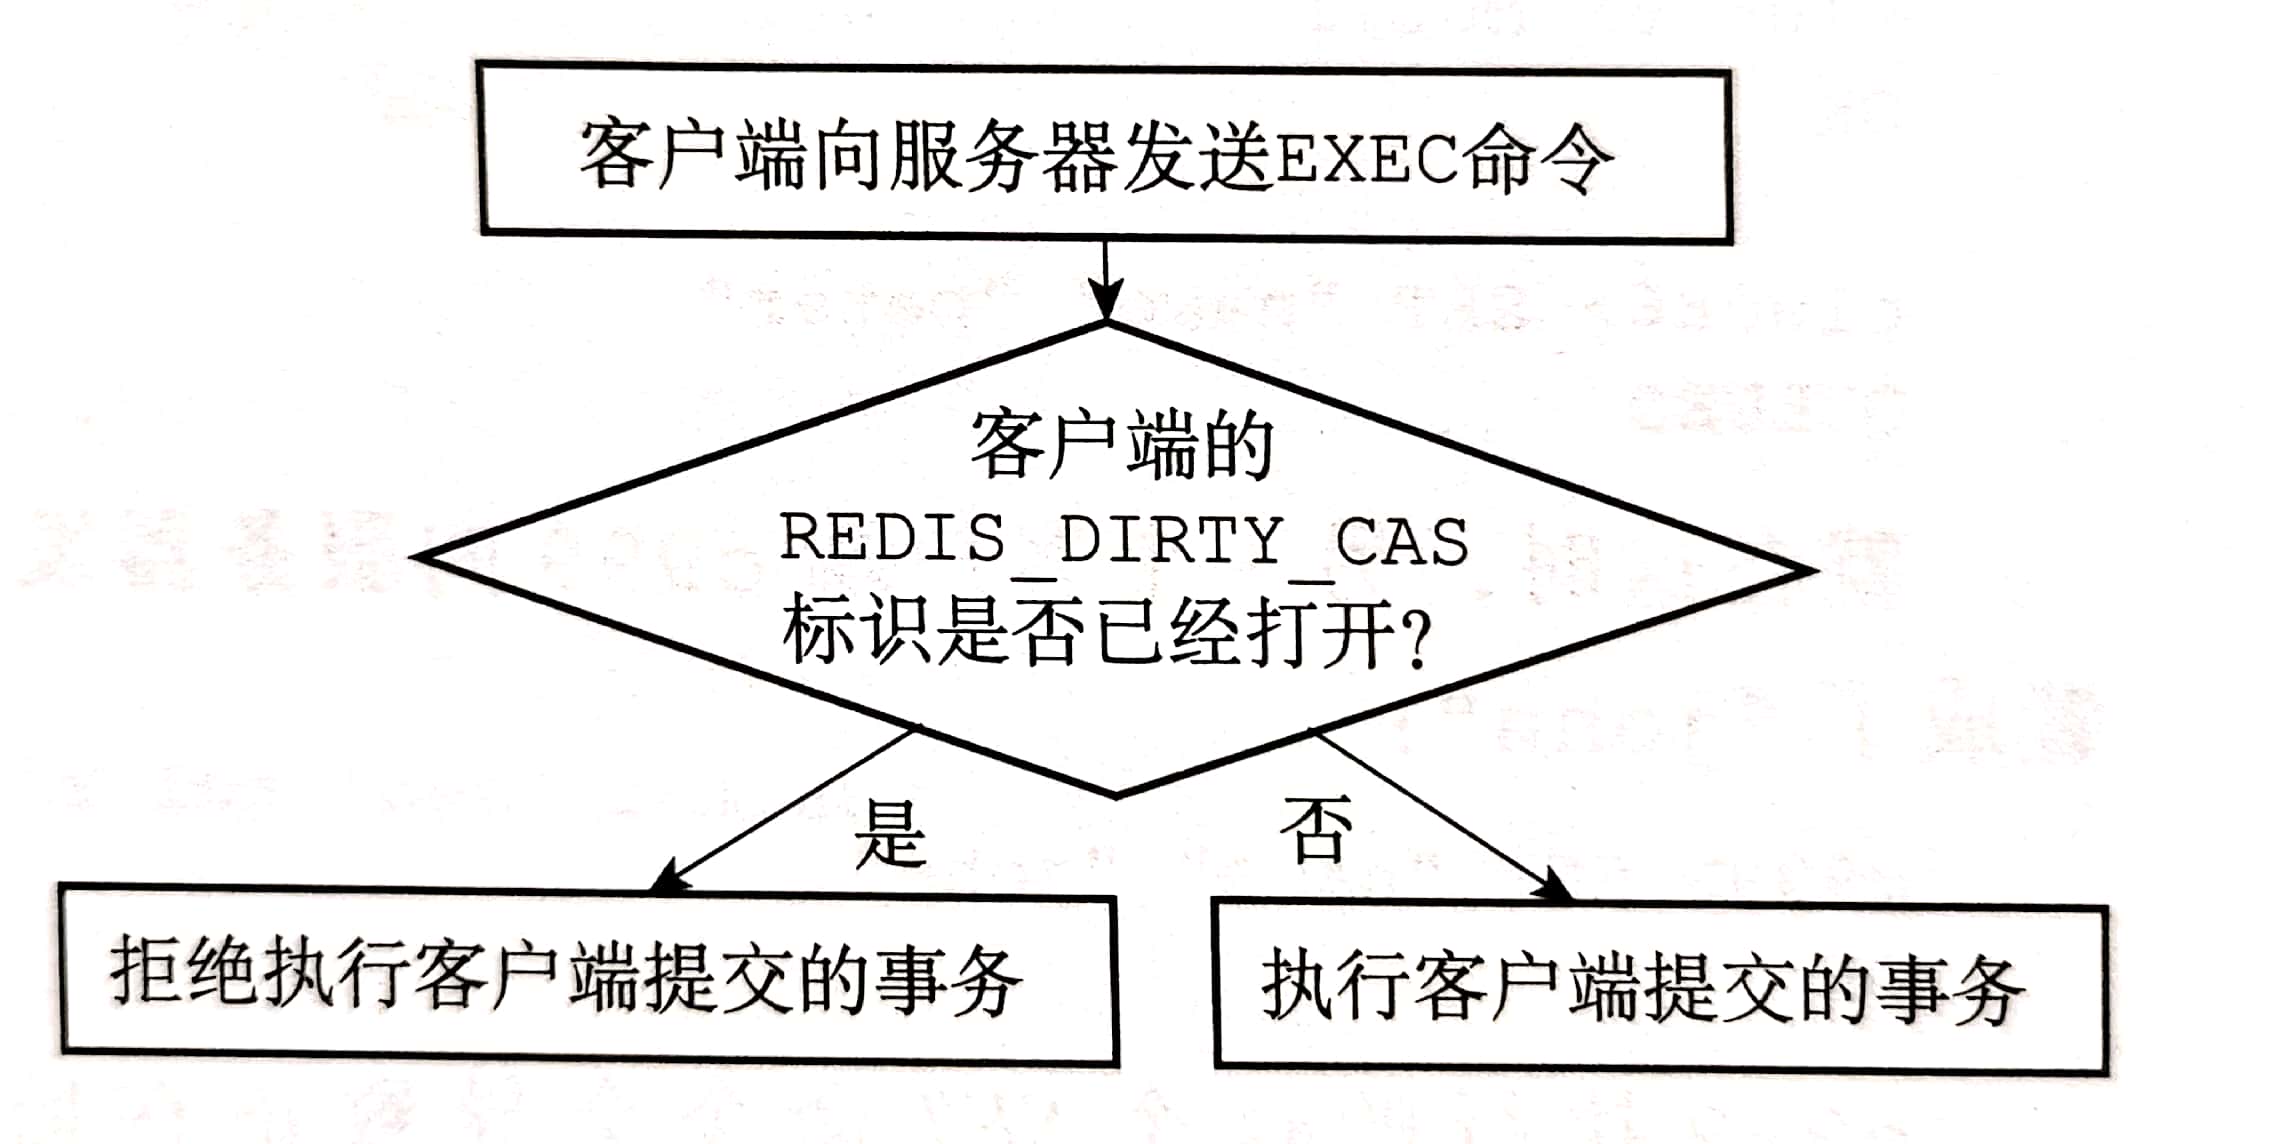 客户端向服务器发送EXEC命令
客户端的
REDIS_DIRTY_CAS
标识是否已经打开?
是
否
拒绝执行客户端提交的事务
执行客户端提交的事务